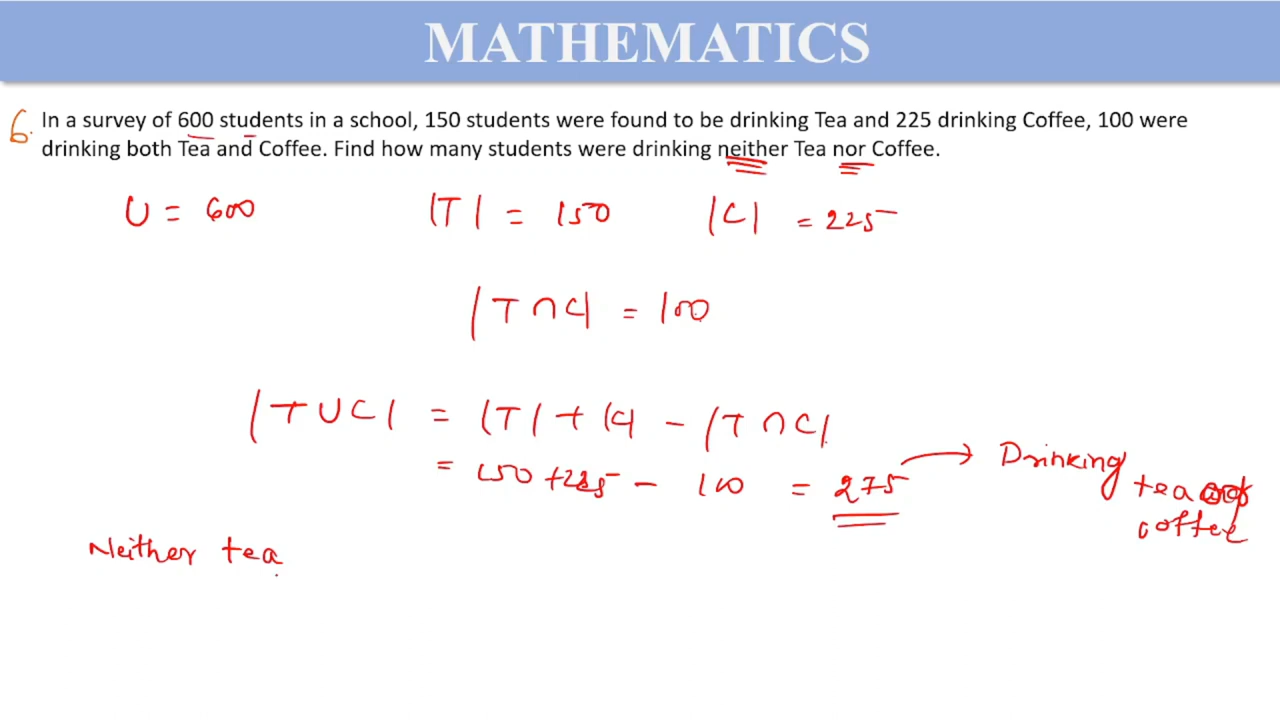 MATHEMATICS
6. In a survey of 600 students in a school, 150 students were found to be drinking Tea and 225 drinking Coffee, 100 were
drinking both Tea and Coffee. Find how many students were drinking neither Tea nor Coffee.
U = 600 |T| = 150 |C| = 225
|T ∩ C| = 100
|T ∪ C| = |T| + |C| - |T ∩ C|
= 150 + 225 - 100 = 275 → Drinking
tea
coffee
Neither tea